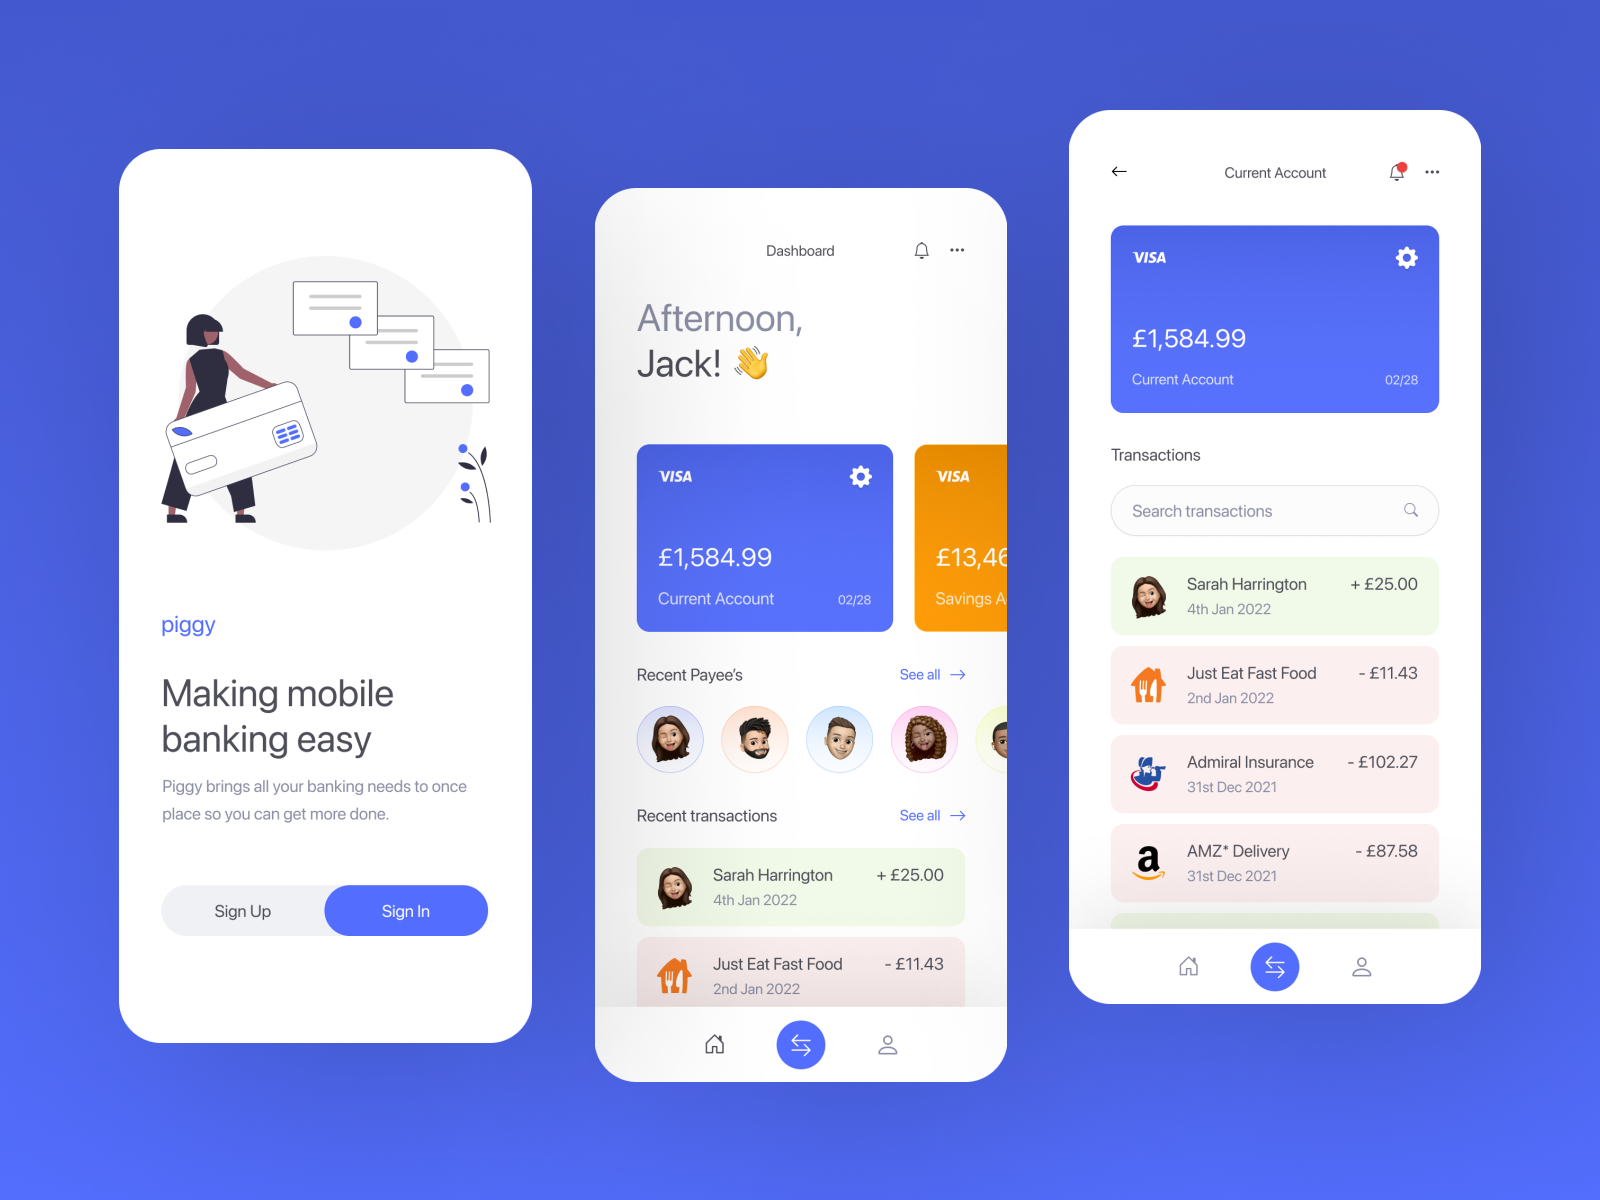 piggy
Making mobile
banking easy
Piggy brings all your banking needs to once
place so you can get more done.
Sign Up
Sign In
Dashboard
Afternoon,
Jack! 👋
VISA
£1,584.99
Current Account
02/28
VISA
£13,46
Savings A
Recent Payee’s
See all →
Recent transactions
See all →
Sarah Harrington
+ £25.00
4th Jan 2022
Just Eat Fast Food
- £11.43
2nd Jan 2022
Current Account
VISA
£1,584.99
Current Account
02/28
Transactions
Search transactions
Sarah Harrington
+ £25.00
4th Jan 2022
Just Eat Fast Food
- £11.43
2nd Jan 2022
Admiral Insurance
- £102.27
31st Dec 2021
a
AMZ* Delivery
- £87.58
31st Dec 2021